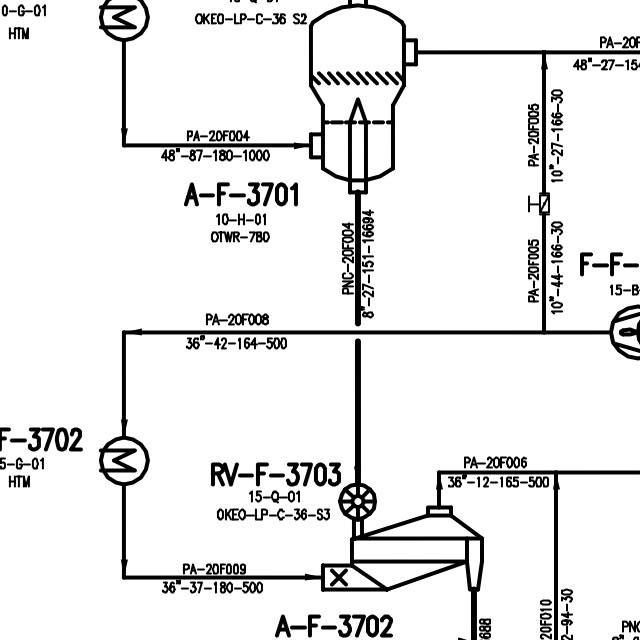 0-G-01
HTM
OKEO-LP-C-36 S2
PA-20F
48"-27-154
PA-20F004
48"-87-180-1000
A-F-3701
10-H-01
OTWR-780
PNC-20F004
8"-27-151-16694
PA-20F005
10"-27-166-30
PA-20F005
10"-44-166-30
F-F-
15-B
PA-20F008
36"-42-164-500
F-3702
5-G-01
HTM
RV-F-3703
15-Q-01
OKEO-LP-C-36-S3
PA-20F006
36"-12-165-500
PA-20F009
36"-37-180-500
A-F-3702
688
20F010
-94-30
PNC